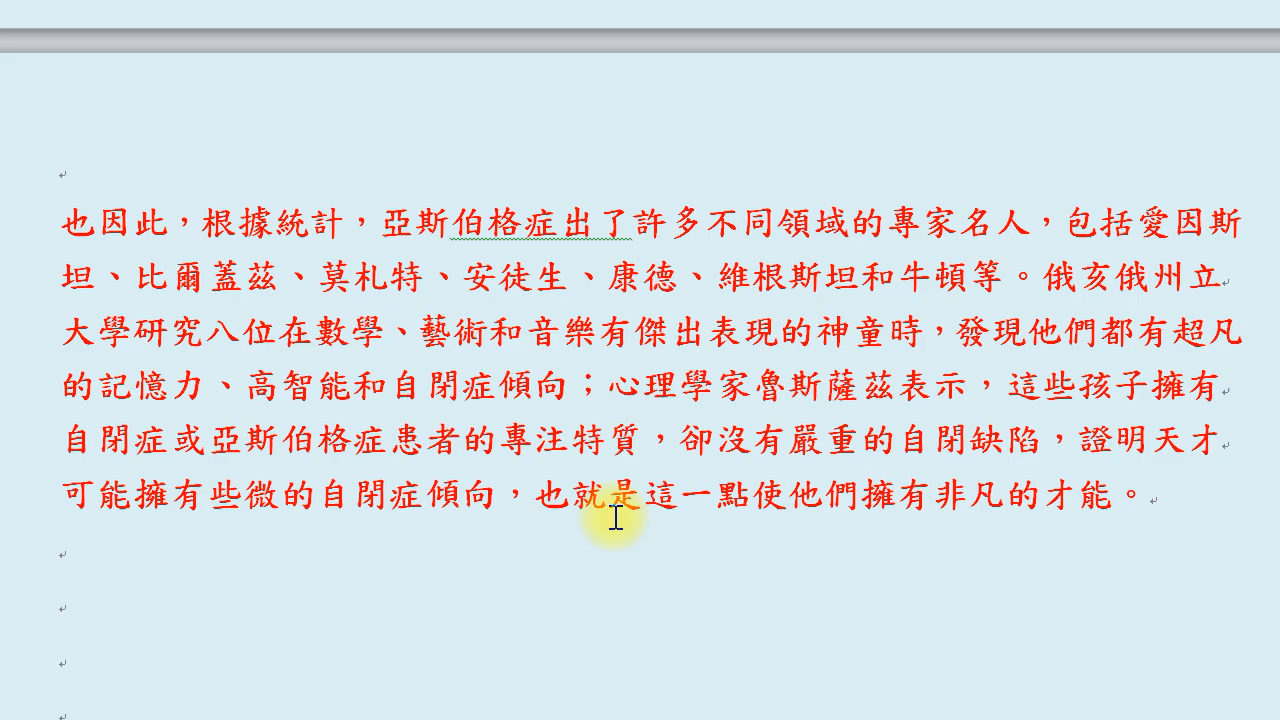 也因此，根據統計，亞斯伯格症出了許多不同領域的專家名人，包括愛因斯
坦、比爾蓋茲、莫札特、安徒生、康德、維根斯坦和牛頓等。俄亥俄州立
大學研究八位在數學、藝術和音樂有傑出表現的神童時，發現他們都有超凡
的記憶力、高智能和自閉症傾向；心理學家魯斯薩茲表示，這些孩子擁有
自閉症或亞斯伯格症患者的專注特質，卻沒有嚴重的自閉缺陷，證明天才
可能擁有些微的自閉症傾向，也就是這一點使他們擁有非凡的才能。